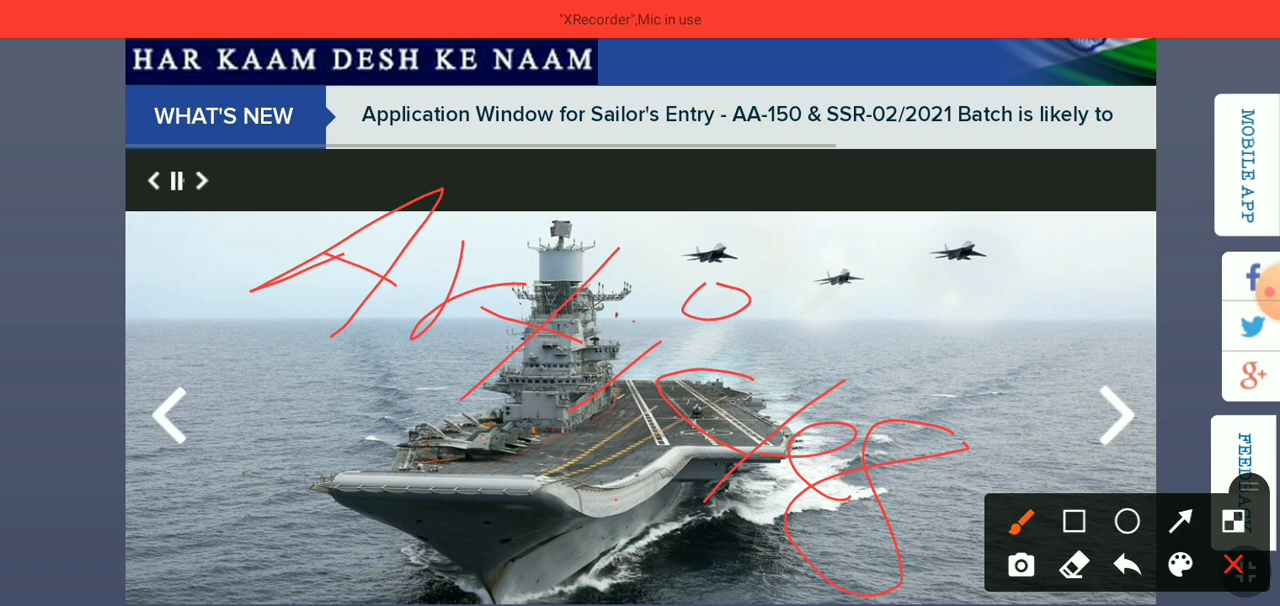 "XRecorder",Mic in use
HAR KAAM DESH KE NAAM
WHAT'S NEW
Application Window for Sailor's Entry - AA-150 & SSR-02/2021 Batch is likely to
MOBILE APP
FEEDBACK